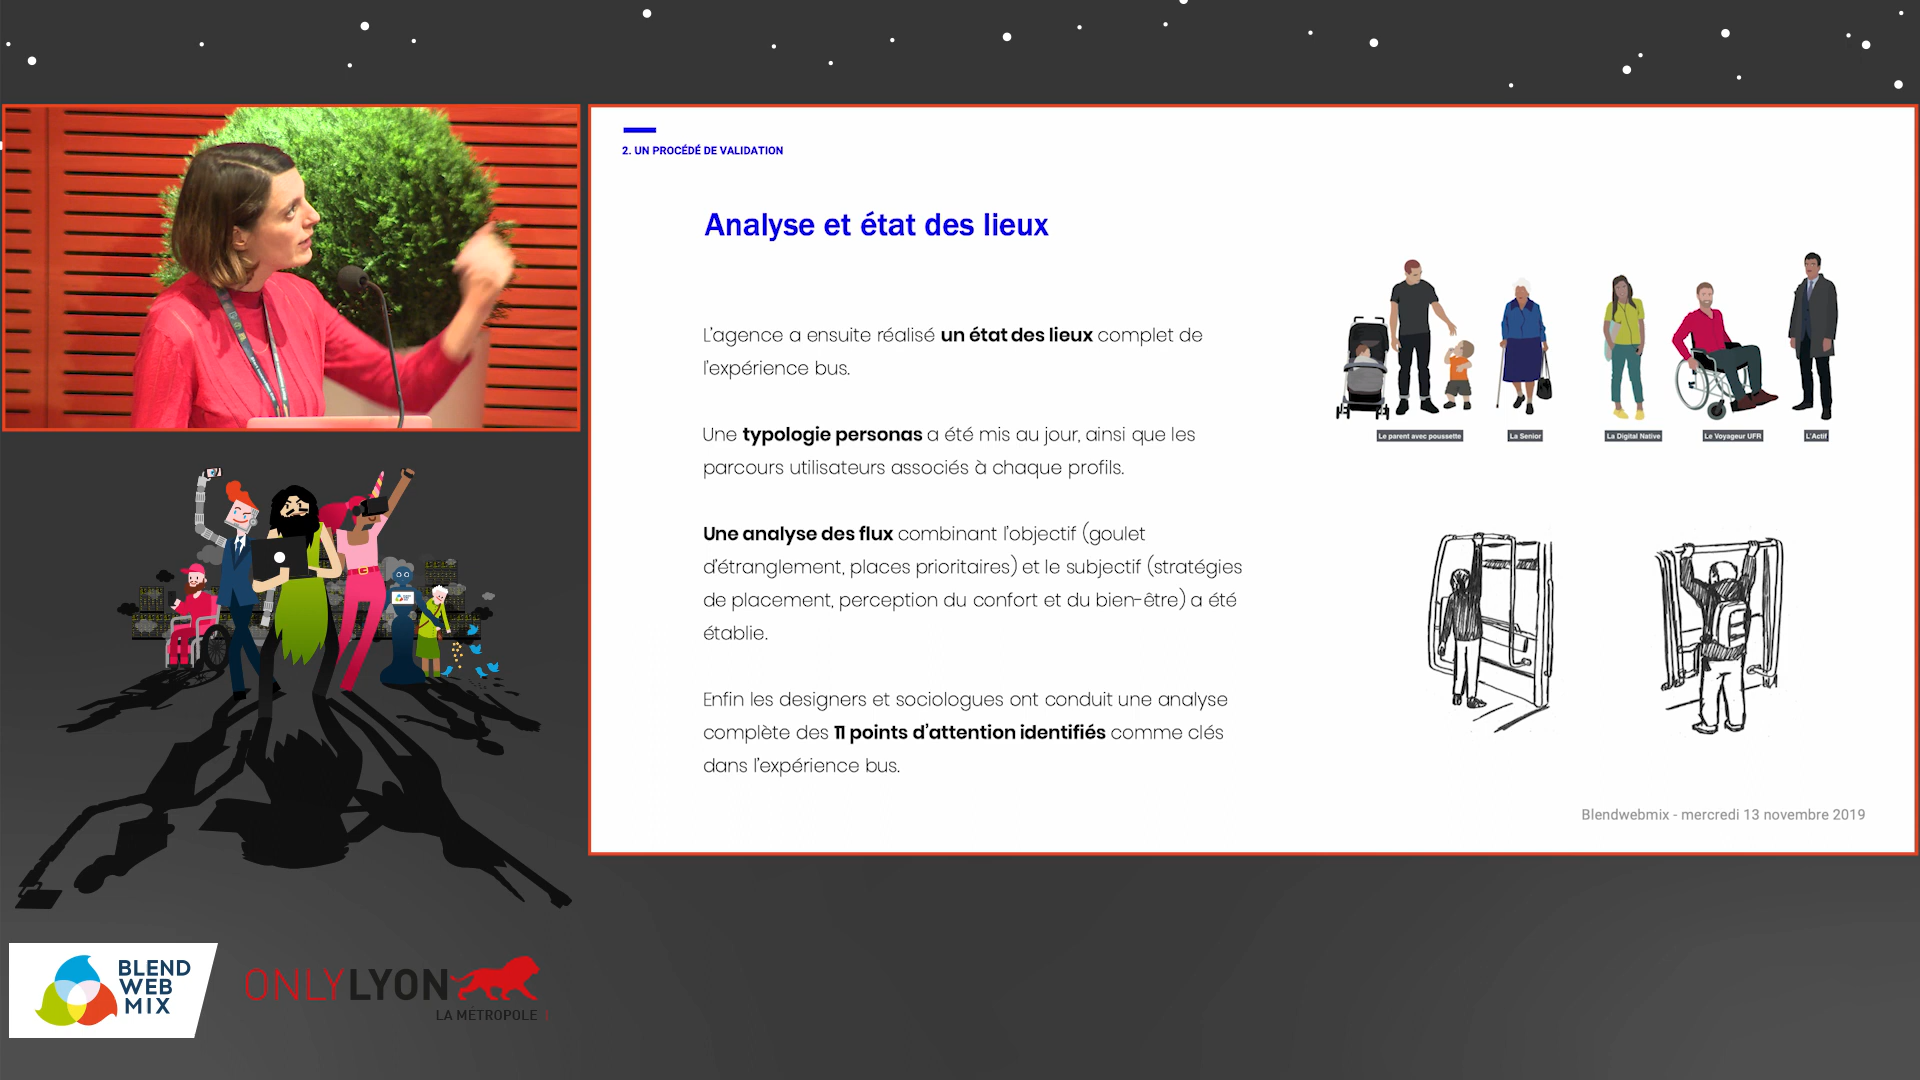 2. UN PROCÉDÉ DE VALIDATION
Analyse et état des lieux
L'agence a ensuite réalisé un état des lieux complet de
l'expérience bus.
Une typologie personas a été mis au jour, ainsi que les
parcours utilisateurs associés à chaque profils.
Une analyse des flux combinant l'objectif (goulet
d'étranglement, places prioritaires) et le subjectif (stratégies
de placement, perception du confort et du bien-être) a été
établie.
Enfin les designers et sociologues ont conduit une analyse
complète des 11 points d'attention identifiés comme clés
dans l'expérience bus.
Le parent avec poussette
La Senior
La Digital Native
Le Voyageur UFR
L'Actif
Blendwebmix - mercredi 13 novembre 2019
BLEND
WEB
MIX
ONLYLYON
LA MÉTROPOLE